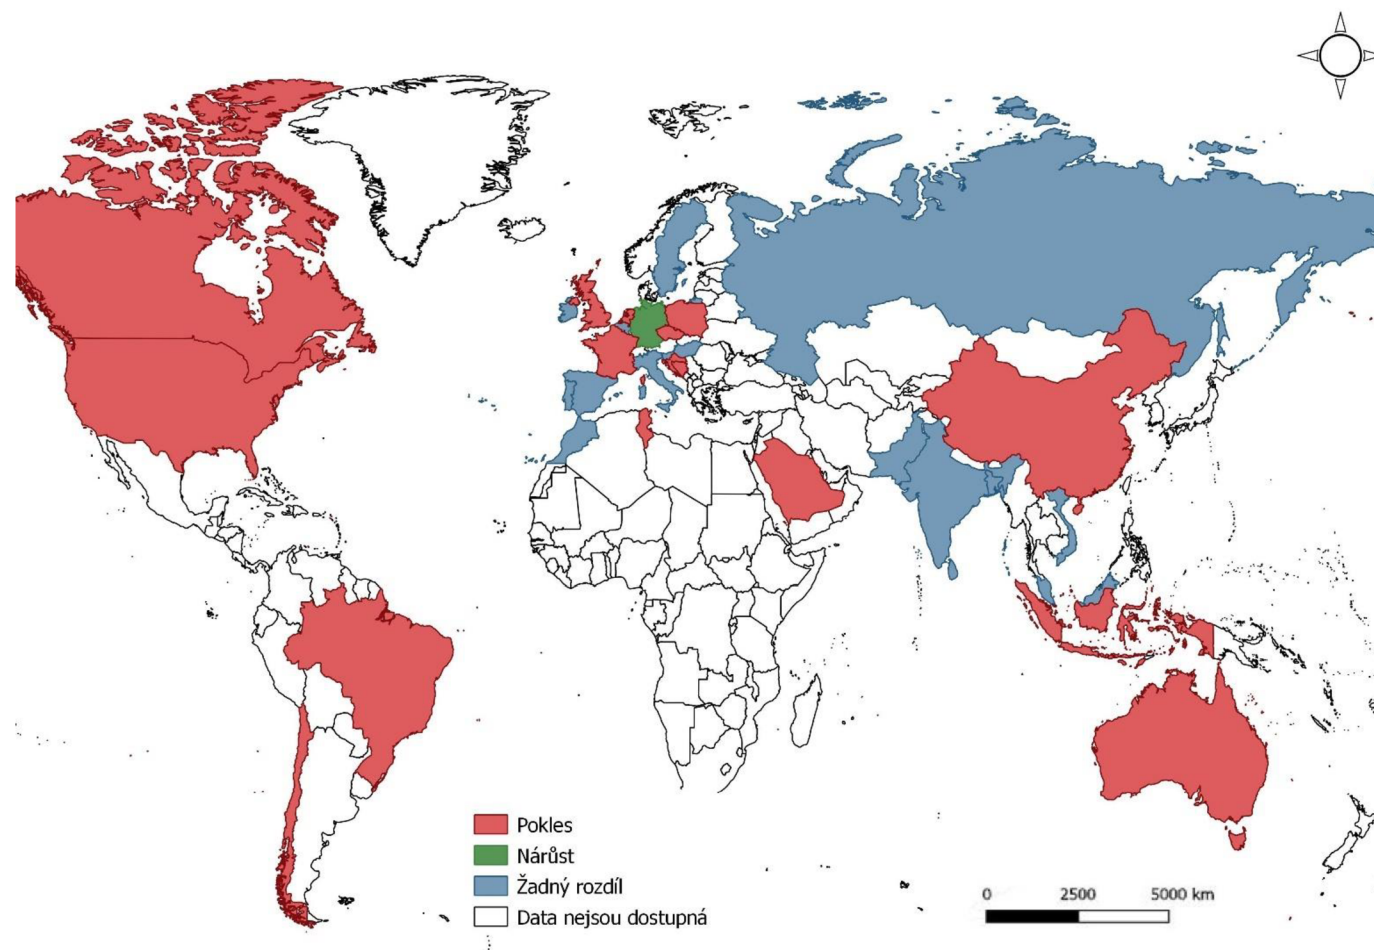 Pokles
Nárůst
Žadný rozdíl
Data nejsou dostupná
0 2500 5000 km